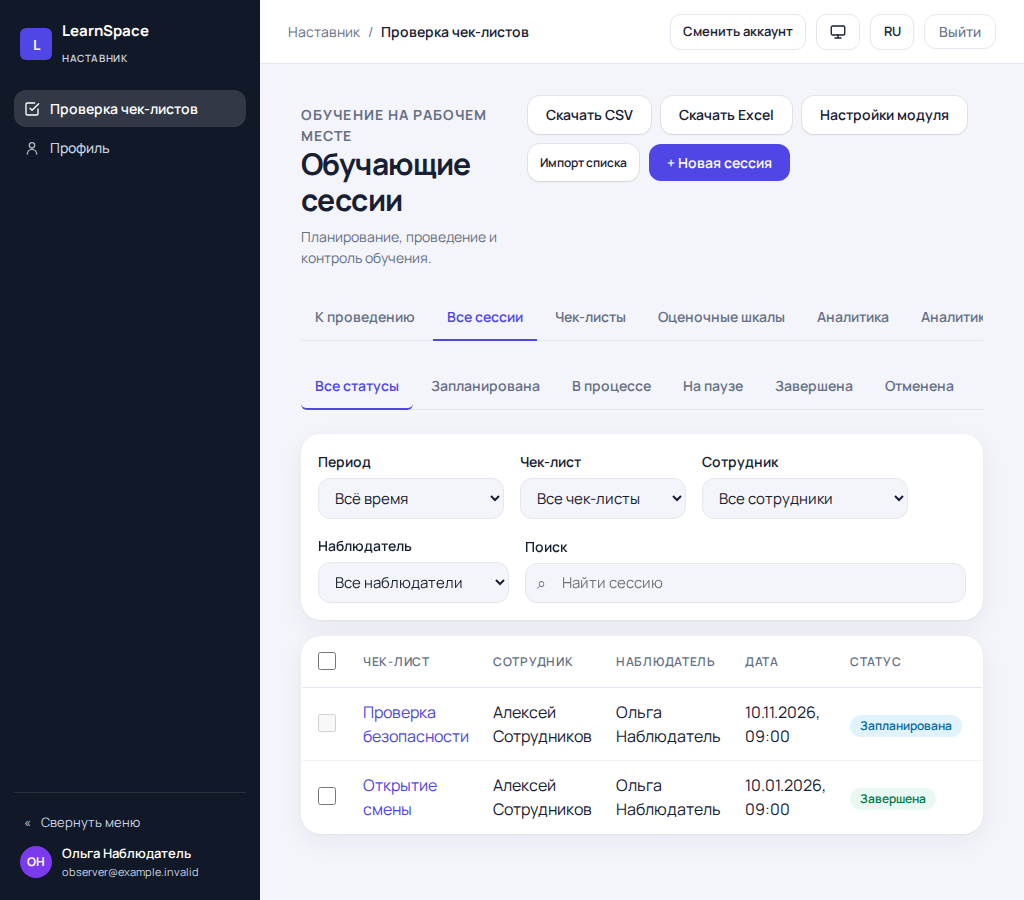 L
LearnSpace
НАСТАВНИК
Проверка чек-листов
Профиль
« Свернуть меню
ОН
Ольга Наблюдатель
observer@example.invalid
Наставник / Проверка чек-листов
Сменить аккаунт
RU
Выйти
ОБУЧЕНИЕ НА РАБОЧЕМ
МЕСТЕ
Обучающие
сессии
Планирование, проведение и
контроль обучения.
Скачать CSV
Скачать Excel
Настройки модуля
Импорт списка
+ Новая сессия
К проведению
Все сессии
Чек-листы
Оценочные шкалы
Аналитика
Аналитик
Все статусы
Запланирована
В процессе
На паузе
Завершена
Отменена
Период
Чек-лист
Сотрудник
Всё время
Все чек-листы
Все сотрудники
Наблюдатель
Поиск
Все наблюдатели
Найти сессию
ЧЕК-ЛИСТ
СОТРУДНИК
НАБЛЮДАТЕЛЬ
ДАТА
СТАТУС
Проверка
безопасности
Алексей
Сотрудников
Ольга
Наблюдатель
10.11.2026,
09:00
Запланирована
Открытие
смены
Алексей
Сотрудников
Ольга
Наблюдатель
10.01.2026,
09:00
Завершена